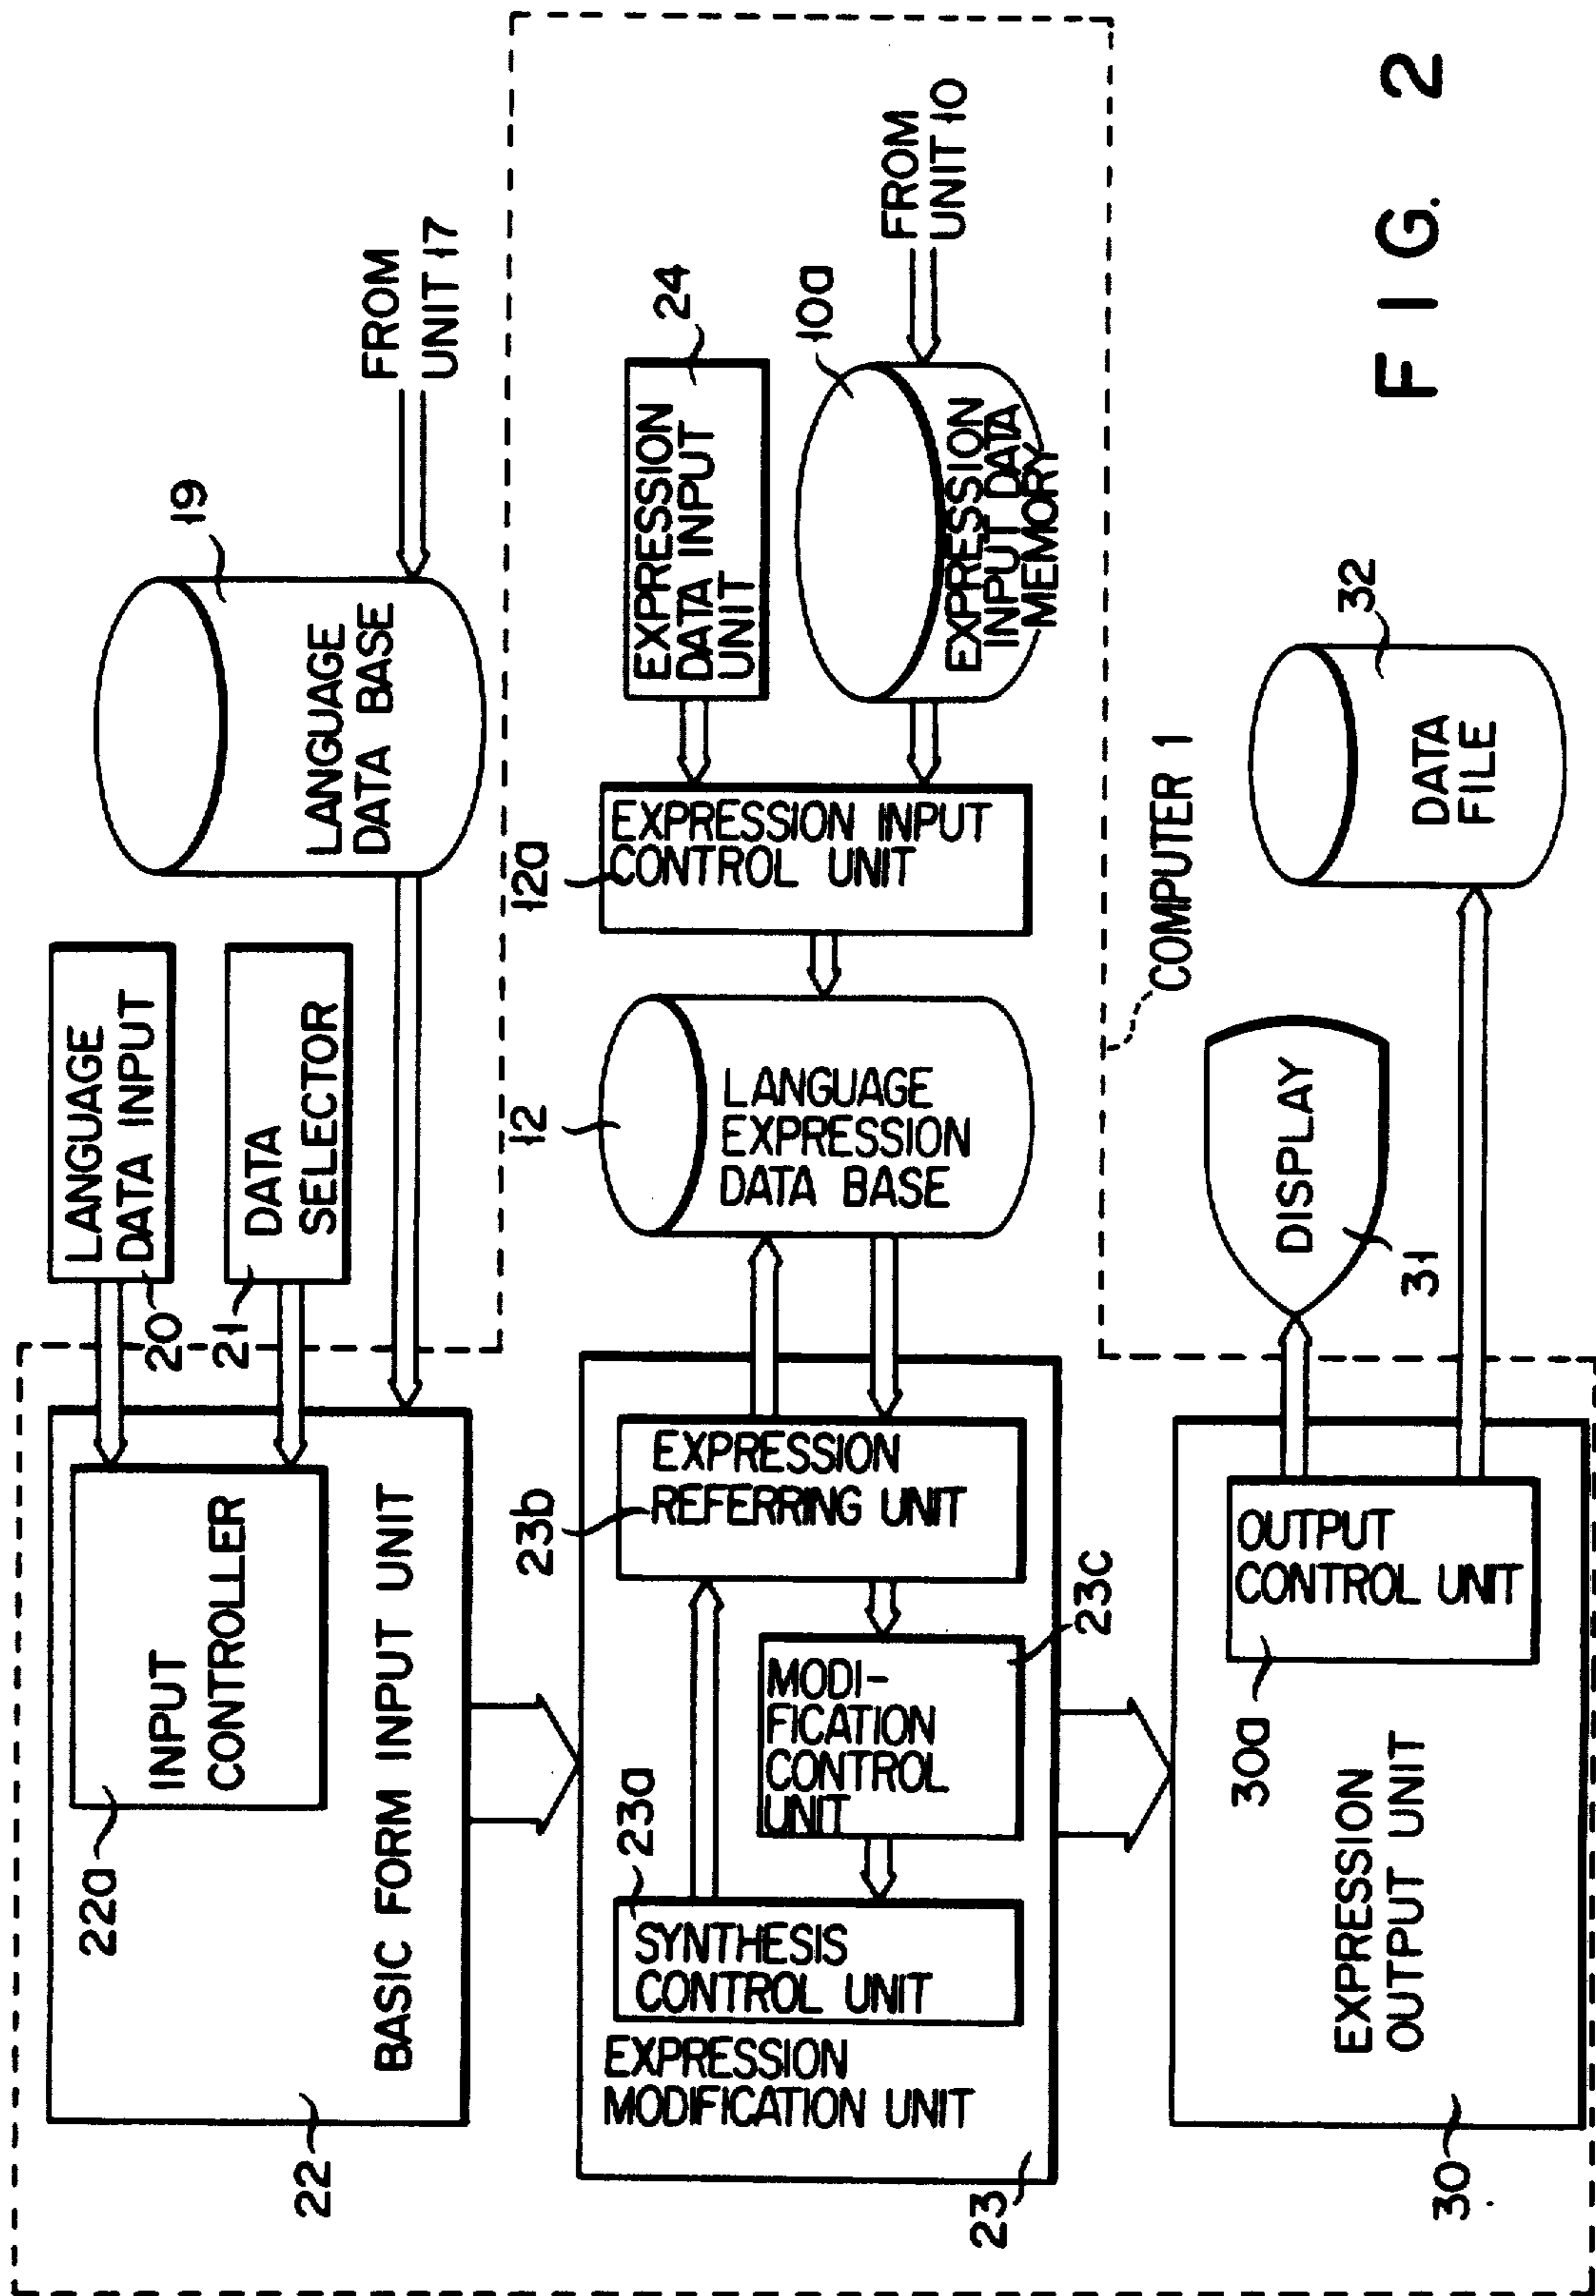 LANGUAGE
DATA INPUT
20
DATA
SELECTOR
21
LANGUAGE
DATA BASE
19
FROM
UNIT 17
22a
INPUT
CONTROLLER
BASIC FORM INPUT UNIT
22
EXPRESSION
DATA INPUT
UNIT
24
EXPRESSION
INPUT DATA
MEMORY
10a
FROM
UNIT 10
12a
EXPRESSION INPUT
CONTROL UNIT
12
LANGUAGE
EXPRESSION
DATA BASE
23b
EXPRESSION
REFERRING UNIT
MODI-
FICATION
CONTROL
UNIT
23c
23a
SYNTHESIS
CONTROL UNIT
EXPRESSION
MODIFICATION UNIT
23
COMPUTER 1
DISPLAY
31
DATA
FILE
32
OUTPUT
CONTROL UNIT
30a
EXPRESSION
OUTPUT UNIT
30
FIG. 2